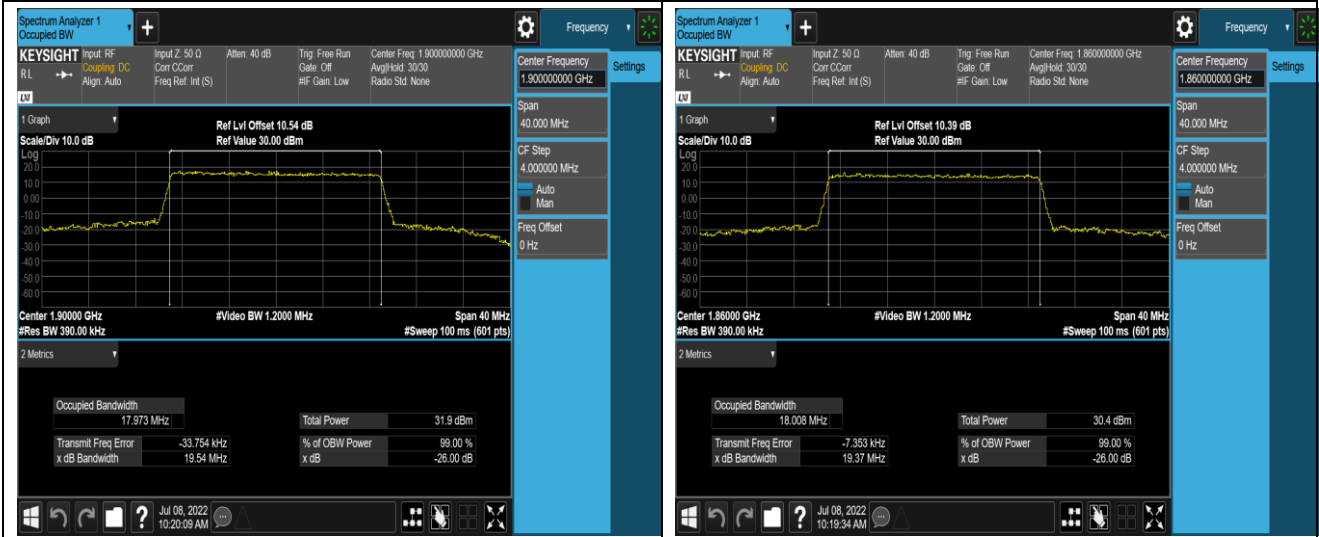 Spectrum Analyzer 1
Occupied BW
+
Frequency
KEYSIGHT Input: RF Input Z: 50 Ω Atten: 40 dB Trig: Free Run Center Freq: 1.900000000 GHz
Coupling: DC Corr CCorr Gate: Off Avg|Hold: 30/30
RL Align: Auto Freq Ref: Int (S) #IF Gain: Low Radio Std: None
LXI
Center Frequency
1.900000000 GHz
Settings
Span
40.000 MHz
CF Step
4.000000 MHz
Auto
Man
Freq Offset
0 Hz
1 Graph
Ref Lvl Offset 10.54 dB
Scale/Div 10.0 dB Ref Value 30.00 dBm
Log
20.0
10.0
0.00
-10.0
-20.0
-30.0
-40.0
-50.0
-60.0
Center 1.90000 GHz #Video BW 1.2000 MHz Span 40 MHz
#Res BW 390.00 kHz #Sweep 100 ms (601 pts)
2 Metrics
Occupied Bandwidth
17.973 MHz Total Power 31.9 dBm
Transmit Freq Error -33.754 kHz % of OBW Power 99.00 %
x dB Bandwidth 19.54 MHz x dB -26.00 dB
? Jul 08, 2022
10:20:09 AM
Spectrum Analyzer 1
Occupied BW
+
Frequency
KEYSIGHT Input: RF Input Z: 50 Ω Atten: 40 dB Trig: Free Run Center Freq: 1.860000000 GHz
Coupling: DC Corr CCorr Gate: Off Avg|Hold: 30/30
RL Align: Auto Freq Ref: Int (S) #IF Gain: Low Radio Std: None
LXI
Center Frequency
1.860000000 GHz
Settings
Span
40.000 MHz
CF Step
4.000000 MHz
Auto
Man
Freq Offset
0 Hz
1 Graph
Ref Lvl Offset 10.39 dB
Scale/Div 10.0 dB Ref Value 30.00 dBm
Log
20.0
10.0
0.00
-10.0
-20.0
-30.0
-40.0
-50.0
-60.0
Center 1.86000 GHz #Video BW 1.2000 MHz Span 40 MHz
#Res BW 390.00 kHz #Sweep 100 ms (601 pts)
2 Metrics
Occupied Bandwidth
18.008 MHz Total Power 30.4 dBm
Transmit Freq Error -7.353 kHz % of OBW Power 99.00 %
x dB Bandwidth 19.37 MHz x dB -26.00 dB
? Jul 08, 2022
10:19:34 AM